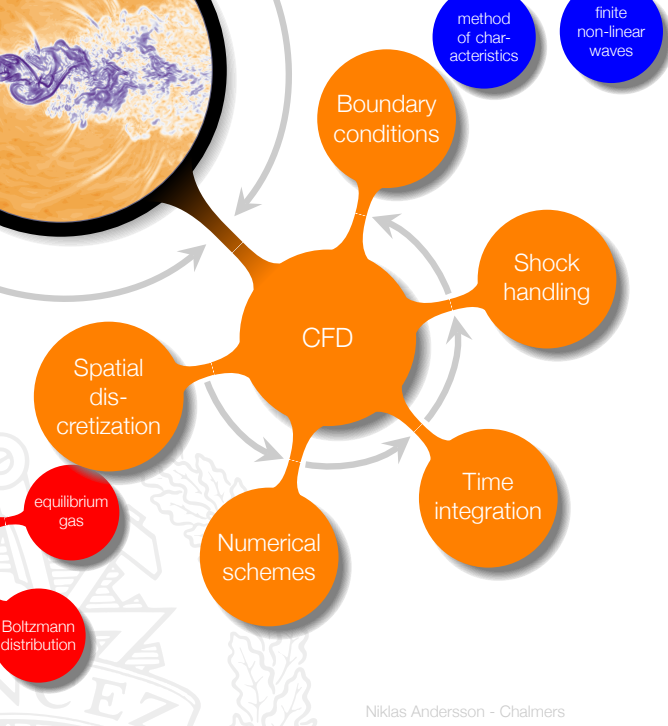 method
of char-
acteristics
finite
non-linear
waves
Boundary
conditions
Shock
handling
CFD
Spatial
dis-
cretization
Time
integration
equilibrium
gas
Numerical
schemes
Boltzmann
distribution
Niklas Andersson - Chalmers